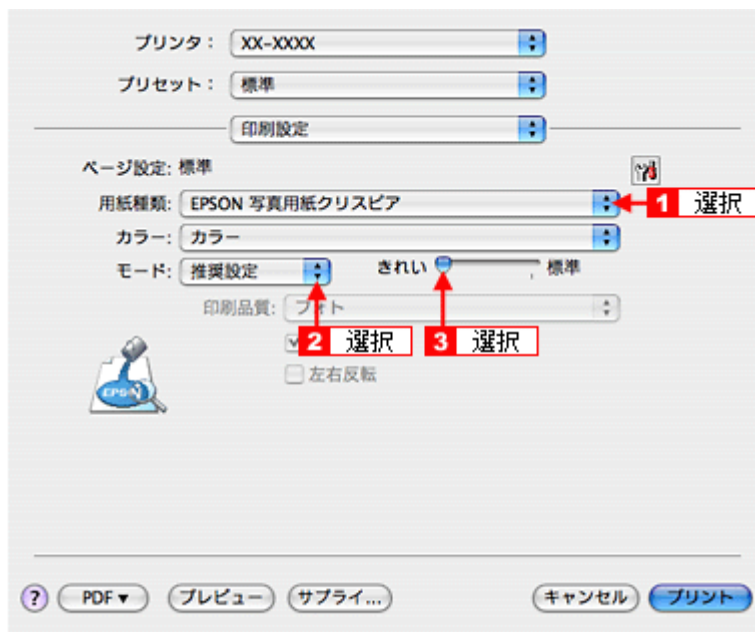 プリンタ： XX-XXXX
プリセット： 標準
印刷設定
ページ設定: 標準
用紙種類: EPSON 写真用紙クリスピア 1 選択
カラー: カラー
モード: 推奨設定 きれい 標準
印刷品質: フォト
2 選択 3 選択
左右反転
EPSON
? PDF▼ プレビュー サプライ... キャンセル プリント